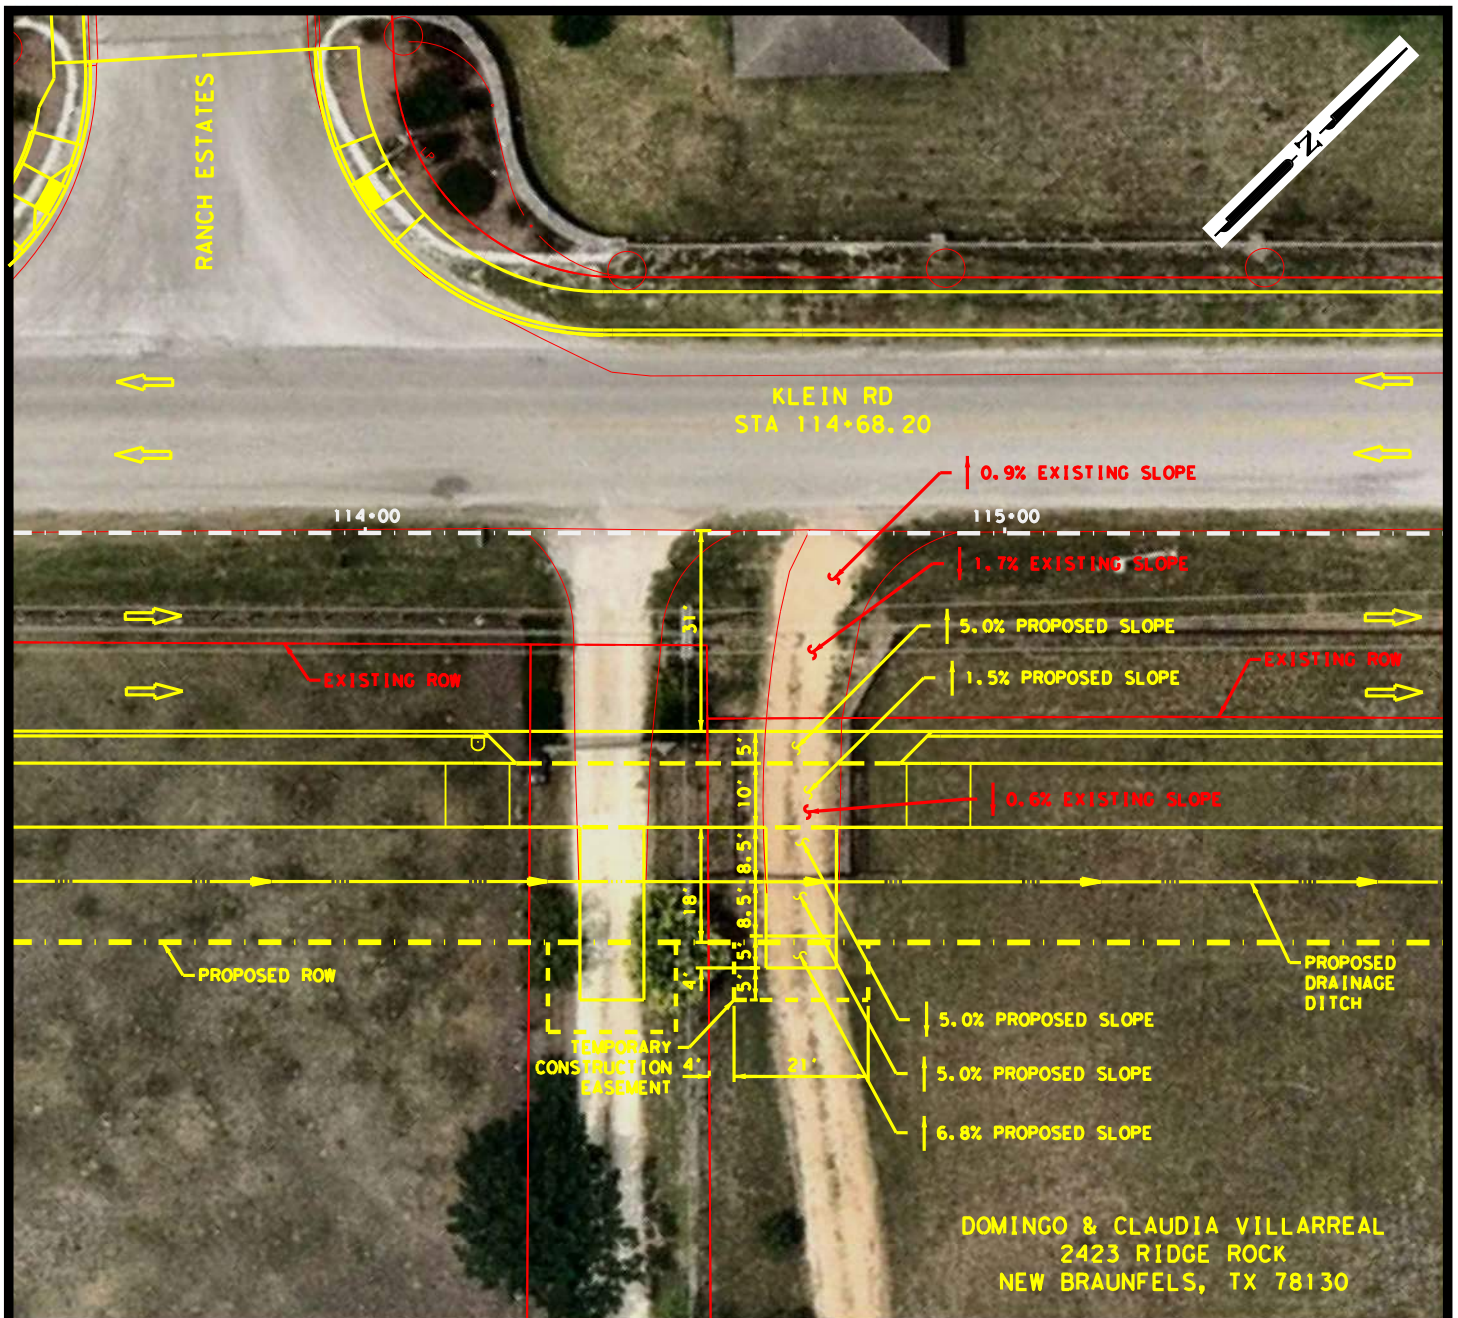 RANCH ESTATES
N
KLEIN RD
STA 114+68.20
0.9% EXISTING SLOPE
114+00
115+00
1.7% EXISTING SLOPE
31'
5.0% PROPOSED SLOPE
EXISTING ROW
EXISTING ROW
1.5% PROPOSED SLOPE
5'
10'
0.6% EXISTING SLOPE
8.5'
18'
8.5'
5'
4'
5'
PROPOSED ROW
PROPOSED
DRAINAGE
DITCH
5.0% PROPOSED SLOPE
TEMPORARY
CONSTRUCTION
EASEMENT
4'
21'
5.0% PROPOSED SLOPE
6.8% PROPOSED SLOPE
DOMINGO & CLAUDIA VILLARREAL
2423 RIDGE ROCK
NEW BRAUNFELS, TX 78130